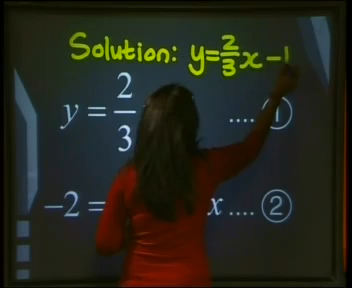 Solution: y=2/3x-1
y = 2/3 .... ①
-2 = x .... ②